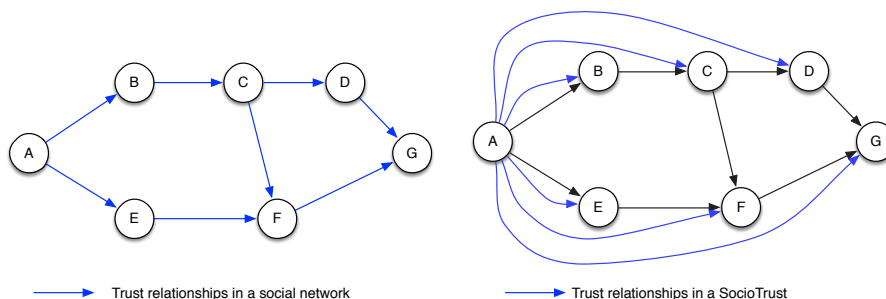 B
C
D
A
G
E
F
Trust relationships in a social network
B
C
D
A
G
E
F
Trust relationships in a SocioTrust